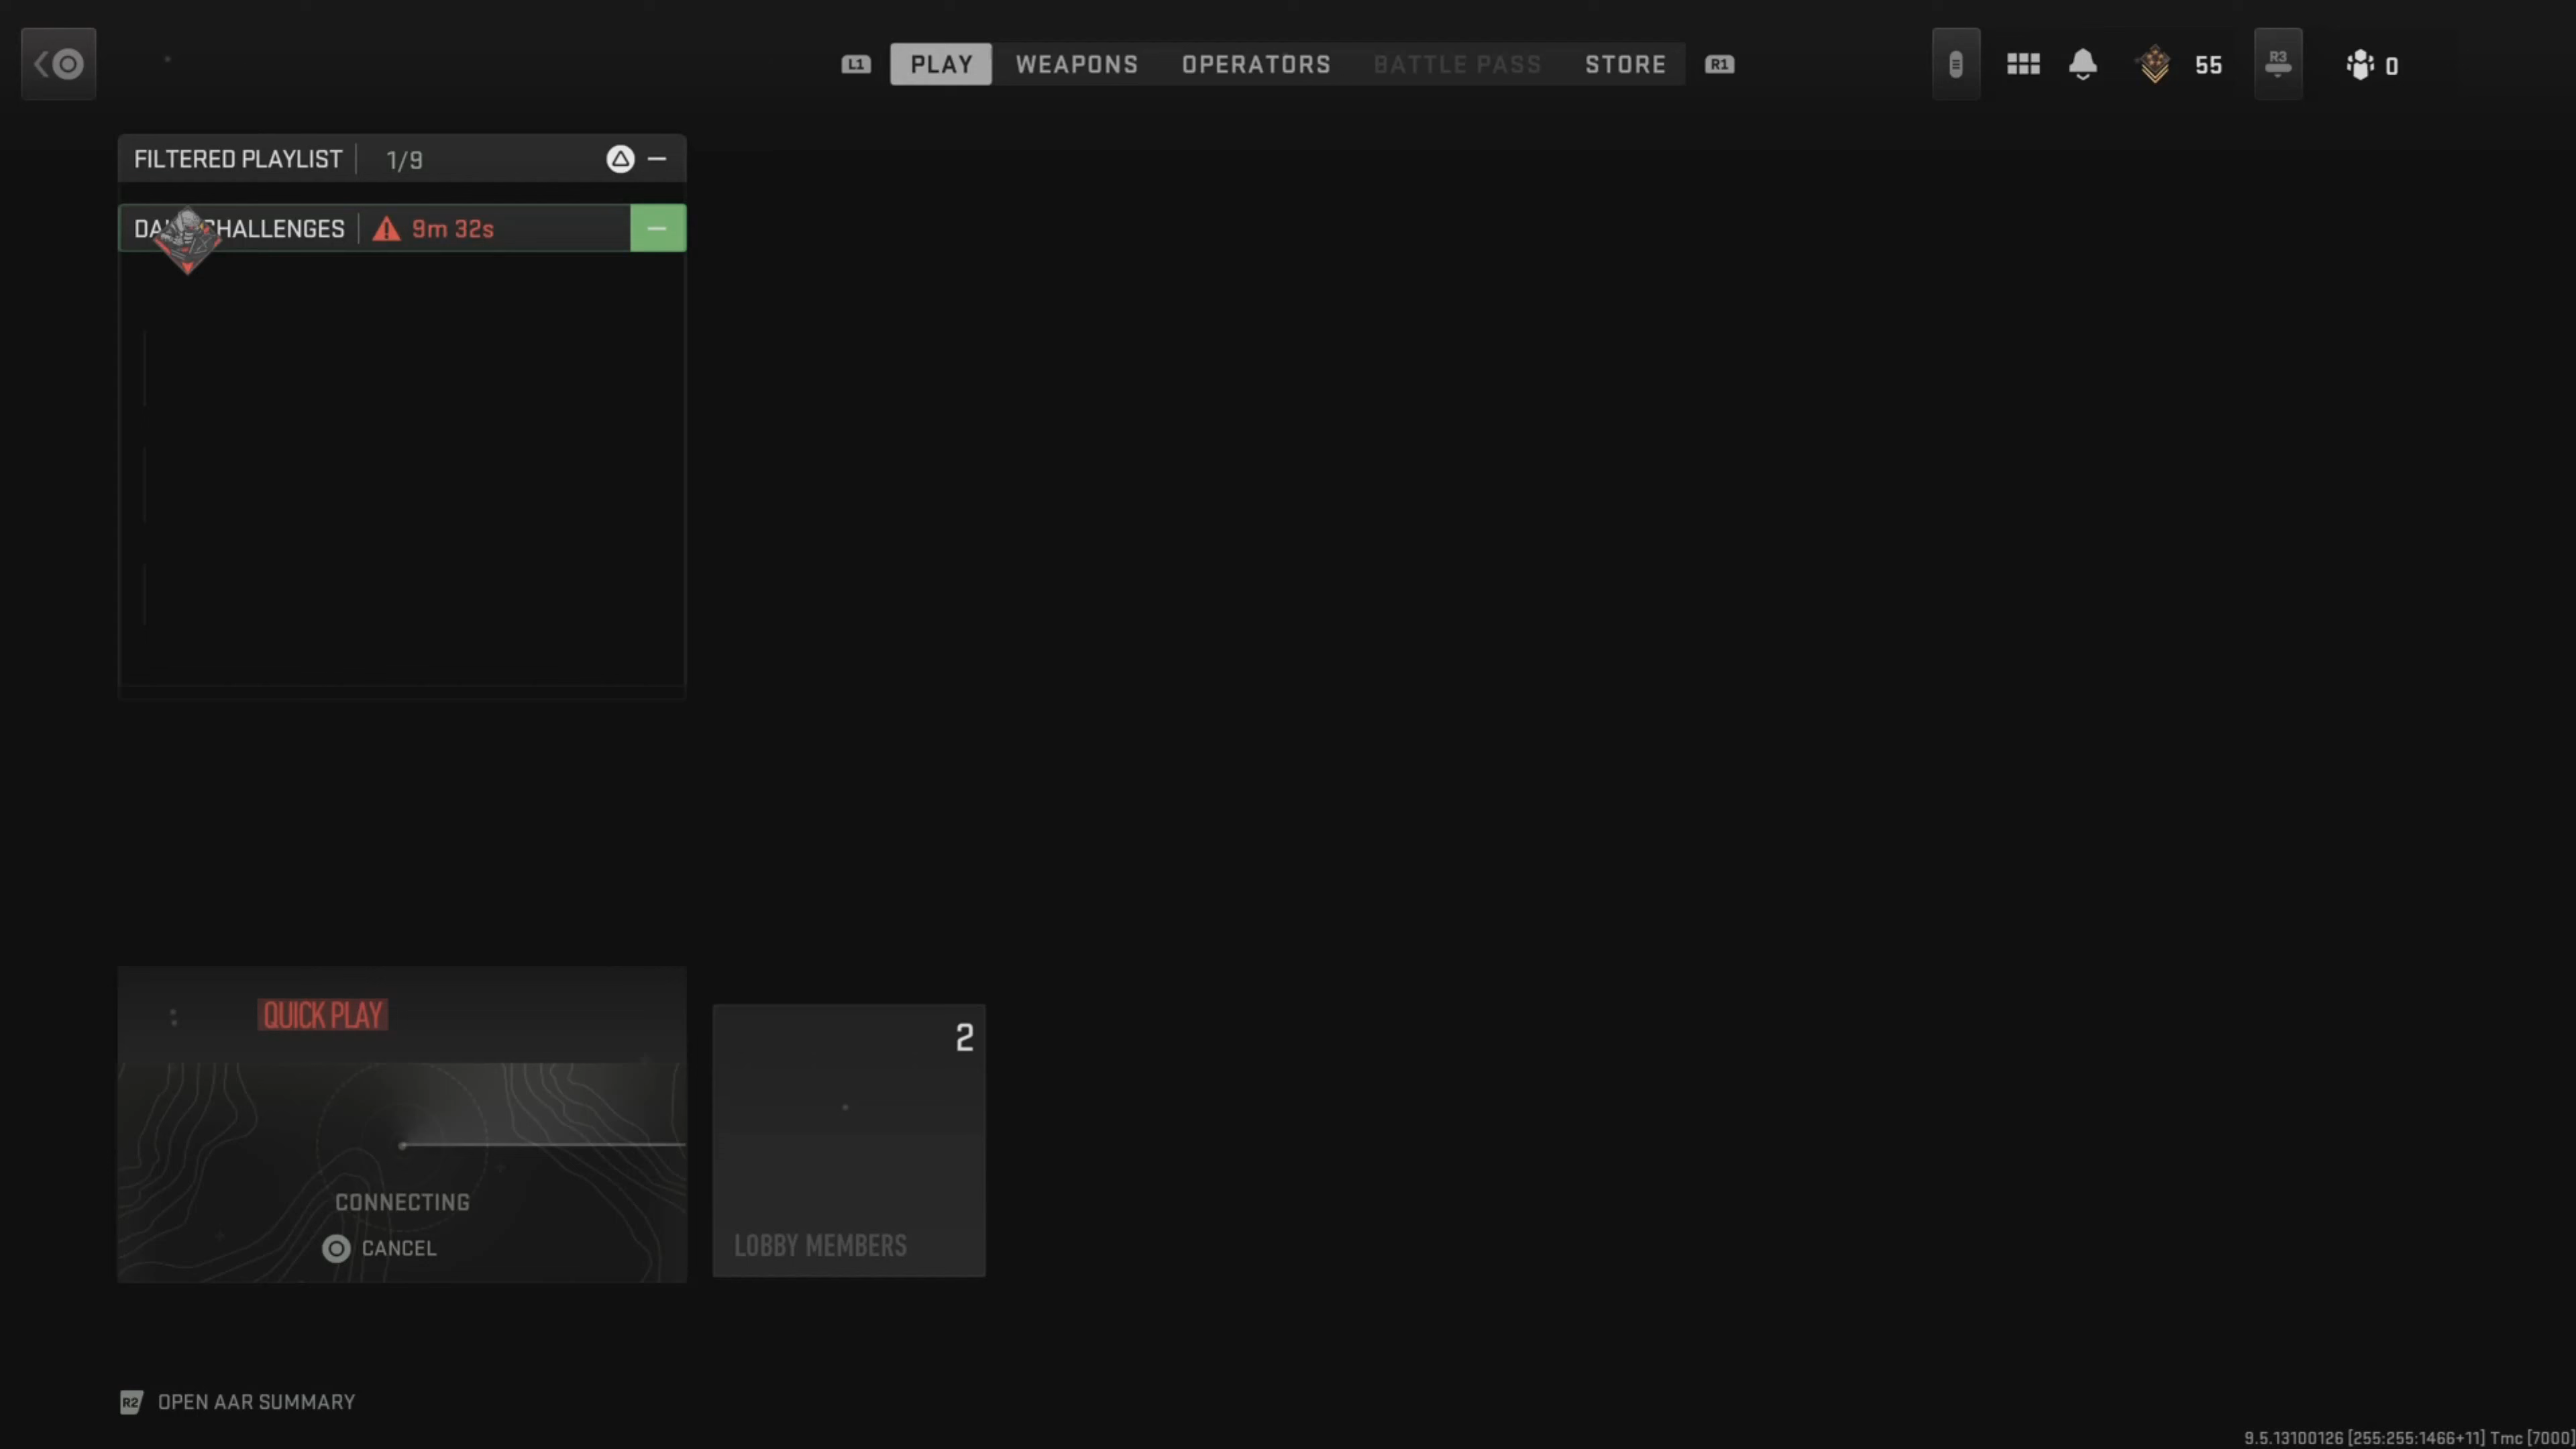 L1 PLAY WEAPONS OPERATORS BATTLE PASS STORE R1 55 R3 0
FILTERED PLAYLIST 1/9
CHALLENGES 9m 32s
QUICK PLAY
2
CONNECTING
CANCEL
LOBBY MEMBERS
R2 OPEN AAR SUMMARY
9.5.13100126 [255:255:1466+11] Tmc [7000]